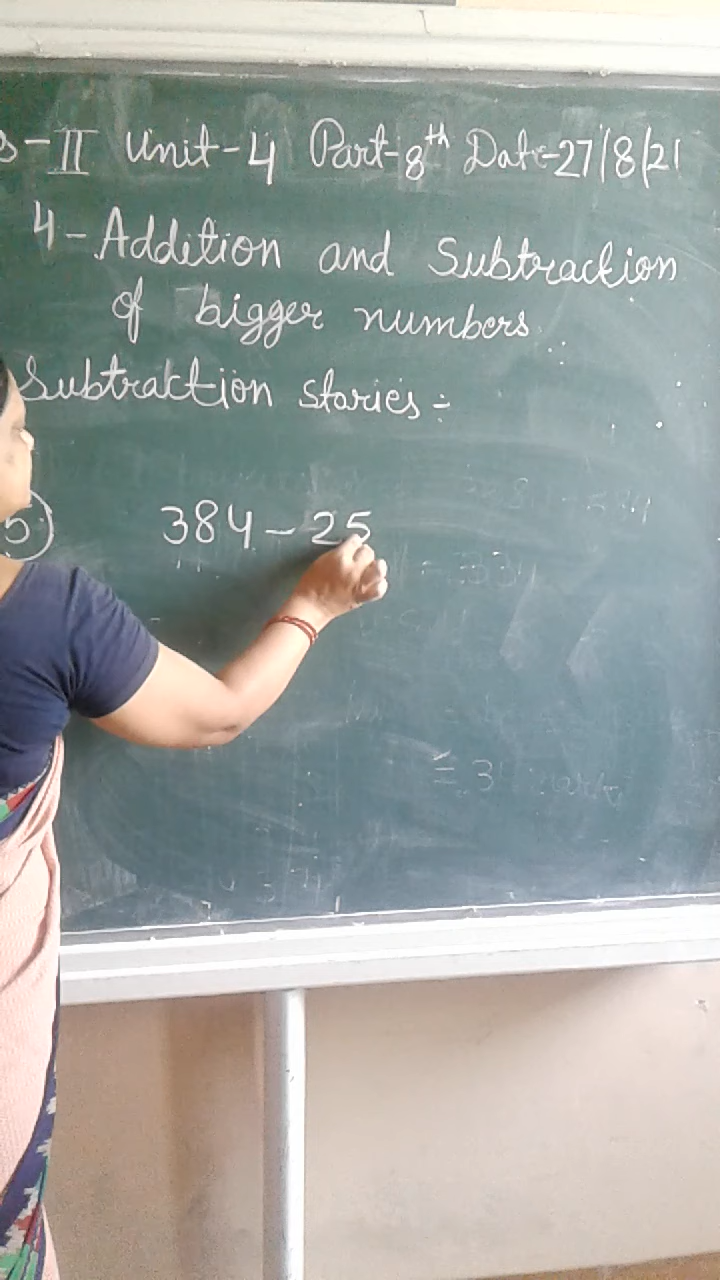 s-II Unit-4 Part-8th Date-27/8/21
4-Addition and Subtraction
of bigger numbers
Subtraction stories:-
5) 384-25